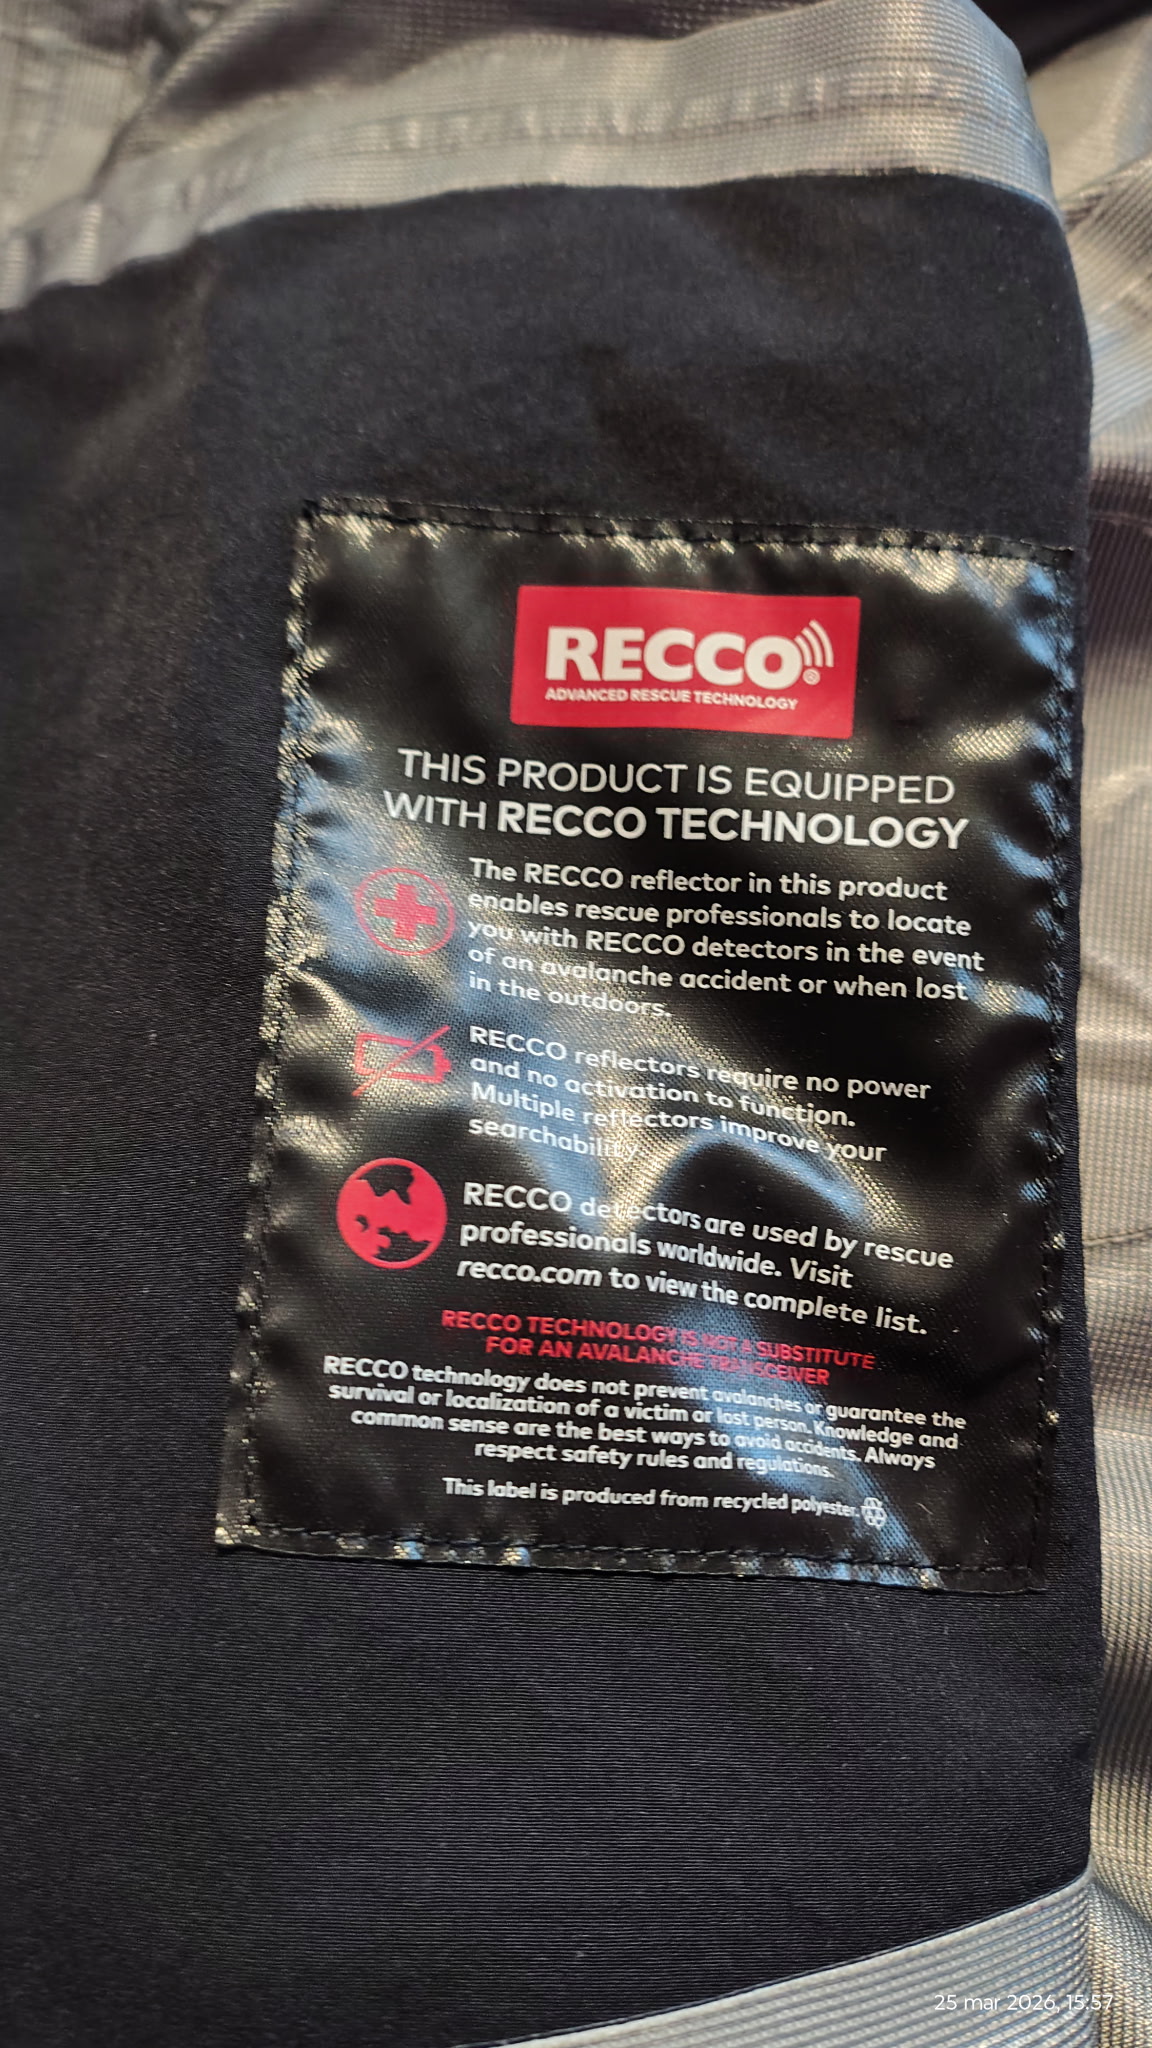 RECCO®
ADVANCED RESCUE TECHNOLOGY
THIS PRODUCT IS EQUIPPED
WITH RECCO TECHNOLOGY
The RECCO reflector in this product
enables rescue professionals to locate
you with RECCO detectors in the event
of an avalanche accident or when lost
in the outdoors.
RECCO reflectors require no power
and no activation to function.
Multiple reflectors improve your
searchability.
RECCO detectors are used by rescue
professionals worldwide. Visit
recco.com to view the complete list.
RECCO TECHNOLOGY IS NOT A SUBSTITUTE
FOR AN AVALANCHE TRANSCEIVER
RECCO technology does not prevent avalanches or guarantee the
survival or localization of a victim or lost person. Knowledge and
common sense are the best ways to avoid accidents. Always
respect safety rules and regulations.
This label is produced from recycled polyester.
25 mar 2026, 15:57